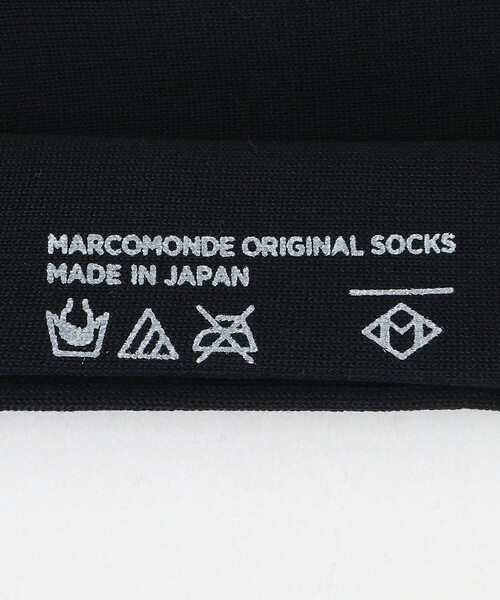 MARCOMONDE ORIGINAL SOCKS
MADE IN JAPAN
M